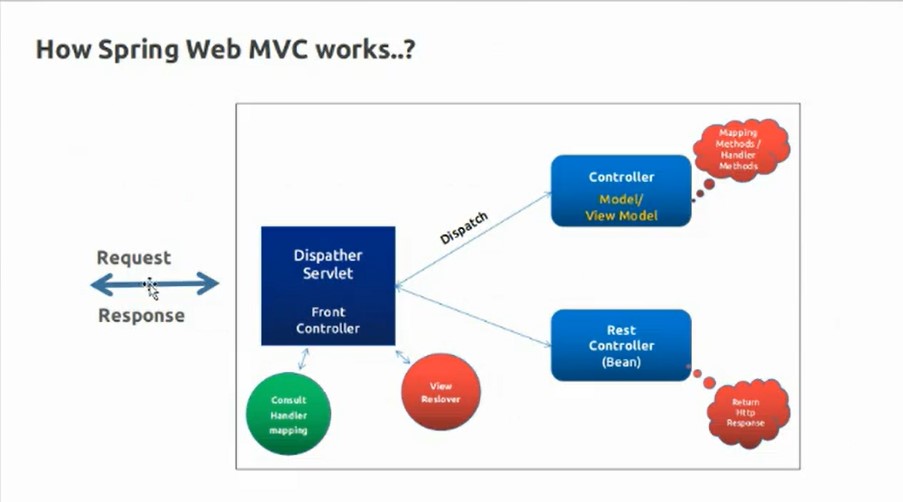 How Spring Web MVC works..?
Mapping
Methods /
Handler
Methods
Controller
Model/
View Model
Dispatch
Request
Response
Dispather
Servlet
Front
Controller
Rest
Controller
(Bean)
Consult
Handler
mapping
View
Reslover
Return
Http
Response